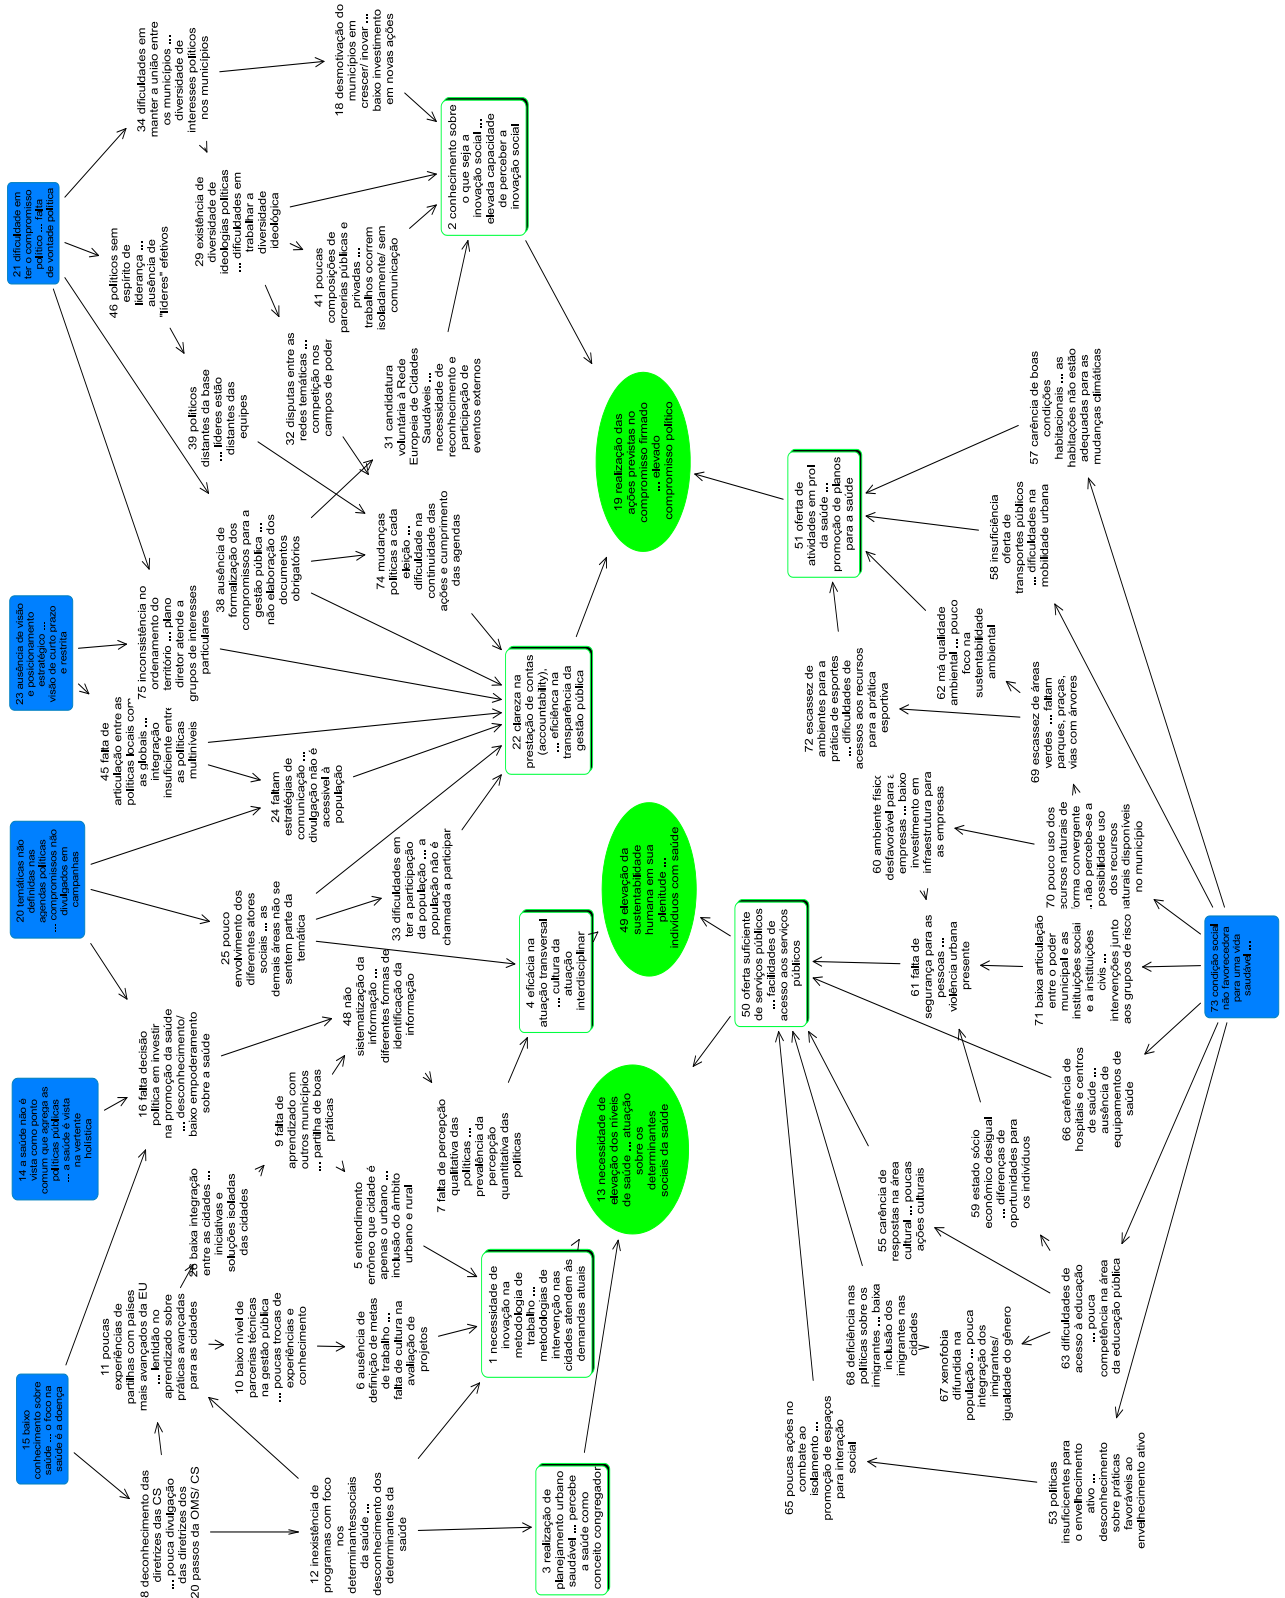 15 baixo
conhecimento sobre
saúde ... o foco na
saúde é a doença
14 a saúde não é
vista como ponto
comum que agrega as
políticas públicas
... a saúde é vista
na vertente
holística
20 temáticas não
definidas nas
agendas políticas
... compromissos não
divulgados em
campanhas
23 ausência de visão
e posicionamento
estratégico ...
visão de curto prazo
e restrita
21 dificuldade em
ter o compromisso
político ... falta
de vontade política
8 deconhecimento das
diretrizes das CS
... pouca divulgação
das diretrizes dos
20 passos da OMS/ CS
11 poucas
experiências de
partilhas com países
mais avançados da EU
... lentidão no
aprendizado sobre
práticas avançadas
para as cidades
16 falta decisão
política em investir
na promoção da saúde
... desconhecimento/
baixo empoderamento
sobre a saúde
25 pouco
envolvimento dos
diferentes atores
sociais ... as
demais áreas não se
sentem parte da
temática
45 falta de
articulação entre as
políticas locais com
as globais ...
integração
insuficiente entre
as políticas
multiníveis
75 inconsistência no
ordenamento do
território ... plano
diretor atende a
grupos de interesses
particulares
46 políticos sem
espírito de
liderança ...
ausência de
"líderes" efetivos
34 dificuldades em
manter a união entre
os municípios ...
diversidade de
interesses políticos
nos municípios
12 inexistência de
programas com foco
nos
determinantessociais
da saúde ...
desconhecimento dos
determinantes da
saúde
10 baixo nível de
parcerias técnicas
na gestão pública
... poucas trocas de
experiências e
conhecimento
26 baixa integração
entre as cidades ...
iniciativas e
soluções isoladas
das cidades
9 falta de
aprendizado com
outros municípios
... partilha de boas
práticas
48 não
sistematização da
informação ...
diferentes formas de
identificação da
informação
24 faltam
estratégias de
comunicação ...
divulgação não é
acessível à
população
33 dificuldades em
ter a participação
da população ... a
população não é
chamada a participar
38 ausência de
formalização dos
compromissos para a
gestão pública ...
não elaboração dos
documentos
obrigatórios
39 políticos
distantes da base
... líderes estão
distantes das
equipes
29 existência de
diversidade de
ideologias políticas
... dificuldades em
trabalhar a
diversidade
ideológica
18 desmotivação do
municípios em
crescer/ inovar ...
baixo investimento
em novas ações
6 ausência de
definição de metas
de trabalho ...
falta de cultura na
avaliação de
projetos
5 entendimento
errôneo que cidade é
apenas o urbano ...
inclusão do âmbito
urbano e rural
7 falta de percepção
qualitativa das
políticas ...
prevalência da
percepção
quantitativa das
políticas
74 mudanças
políticas a cada
eleição ...
dificuldade na
continuidade das
ações e cumprimento
das agendas
32 disputas entre as
redes temáticas ...
competição nos
campos de poder
41 poucas
composições de
parcerias públicas e
privadas ...
trabalhos ocorrem
isoladamente/ sem
comunicação
31 candidatura
voluntária à Rede
Europeia de Cidades
Saudáveis ...
necessidade de
reconhecimento e
participação de
eventos externos
3 realização de
planejamento urbano
saudável ... percebe
a saúde como
conceito congregador
1 necessidade de
inovação na
metodologia de
trabalho ...
metodologias de
intervenção nas
cidades atendem às
demandas atuais
4 eficácia na
atuação transversal
... cultura da
atuação
interdisciplinar
22 clareza na
prestação de contas
(accountability),
... eficiência na
transparência da
gestão pública
2 conhecimento sobre
o que seja a
inovação social ...
elevada capacidade
de perceber a
inovação social
13 necessidade de
elevação dos níveis
de saúde ... atuação
sobre os
determinantes
sociais da saúde
49 elevação da
sustentabilidade
humana em sua
plenitude ...
indivíduos com saúde
19 realização das
ações previstas no
compromisso firmado
... elevado
compromisso político
50 oferta suficiente
de serviços públicos
... facilidades de
acesso aos serviços
públicos
51 oferta de
atividades em prol
da saúde ...
promoção de planos
para a saúde
65 poucas ações no
combate ao
isolamento ...
promoção de espaços
para interação
social
68 deficiência nas
políticas sobre os
imigrantes ... baixa
inclusão dos
imigrantes nas
cidades
55 carência de
respostas na área
cultural ... poucas
ações culturais
61 falta de
segurança para as
pessoas ...
violência urbana
presente
60 ambiente físico
desfavorável para
empresas ... baixo
investimento em
infraestrutura para
as empresas
72 escassez de
ambientes para a
prática de esportes
... dificuldades de
acessos aos recursos
para a prática
esportiva
62 má qualidade
ambiental ... pouco
foco na
sustentabilidade
ambiental
58 insuficiência
oferta de
transportes públicos
... dificuldades na
mobilidade urbana
57 carência de boas
condições
habitacionais ... as
habitações não estão
adequadas para as
mudanças climáticas
67 xenofobia
difundida na
população ... pouca
integração dos
imigrantes/
igualdade do gênero
59 estado sócio
econômico desigual
... diferenças de
oportunidades para
os indivíduos
66 carência de
hospitais e centros
de saúde ...
ausência de
equipamentos de
saúde
71 baixa articulação
entre o poder
municipal e as
instituições social
e a instituições
civis ...
intervenções junto
aos grupos de risco
70 pouco uso dos
cursos naturais de
forma convergente
... não percebe-se a
possibilidade uso
dos recursos
naturais disponíveis
no município
69 escassez de áreas
verdes ... faltam
parques, praças,
vias com árvores
53 políticas
insuficientes para
o envelhecimento
ativo ...
desconhecimento
sobre práticas
favoráveis ao
envelhecimento ativo
63 dificuldades de
acesso à educação
... pouca
competência na área
da educação pública
73 condição social
não favorecedora
para uma vida
saudável ...